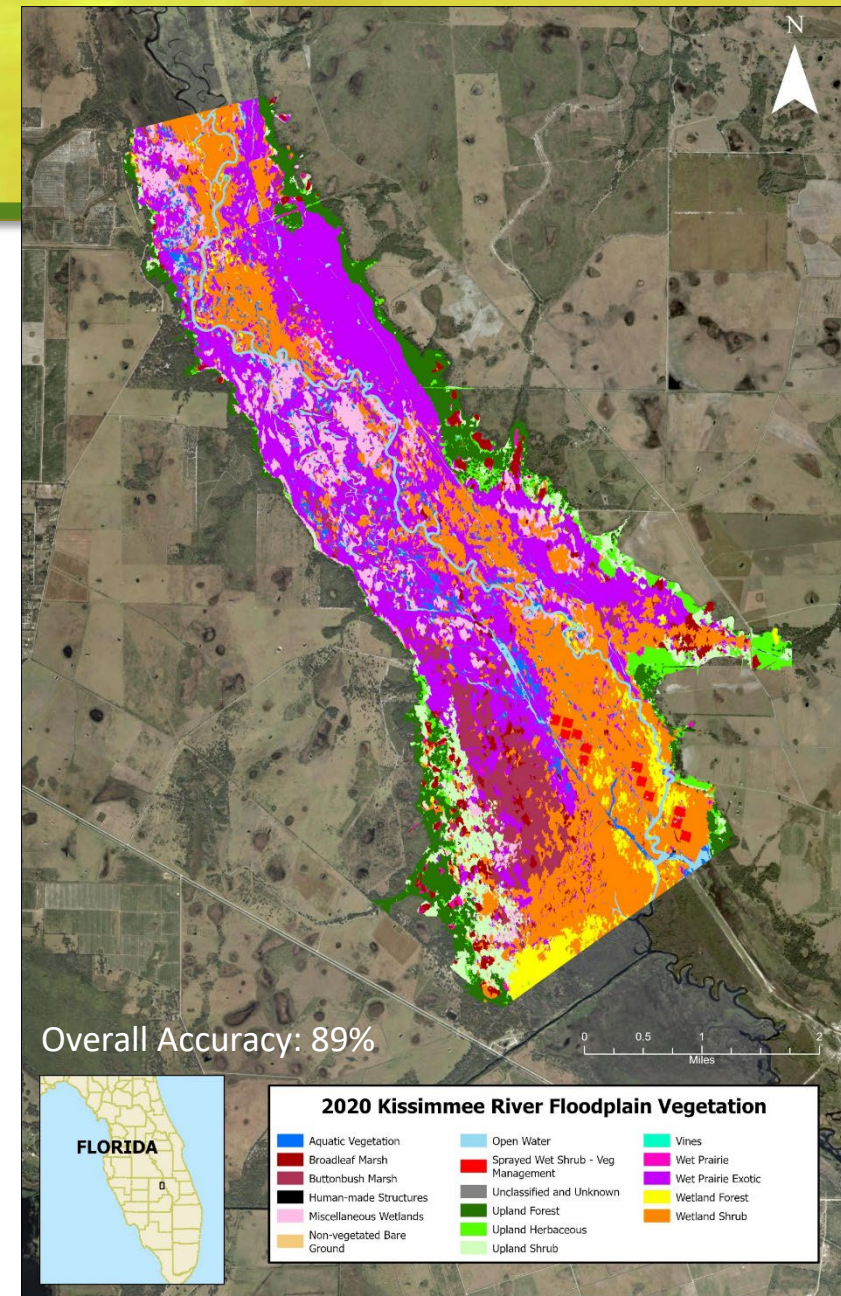 N
Overall Accuracy: 89%
0 0.5 1 2
Miles
FLORIDA
2020 Kissimmee River Floodplain Vegetation
Aquatic Vegetation
Broadleaf Marsh
Buttonbush Marsh
Human-made Structures
Miscellaneous Wetlands
Non-vegetated Bare
Ground
Open Water
Sprayed Wet Shrub - Veg
Management
Unclassified and Unknown
Upland Forest
Upland Herbaceous
Upland Shrub
Vines
Wet Prairie
Wet Prairie Exotic
Wetland Forest
Wetland Shrub